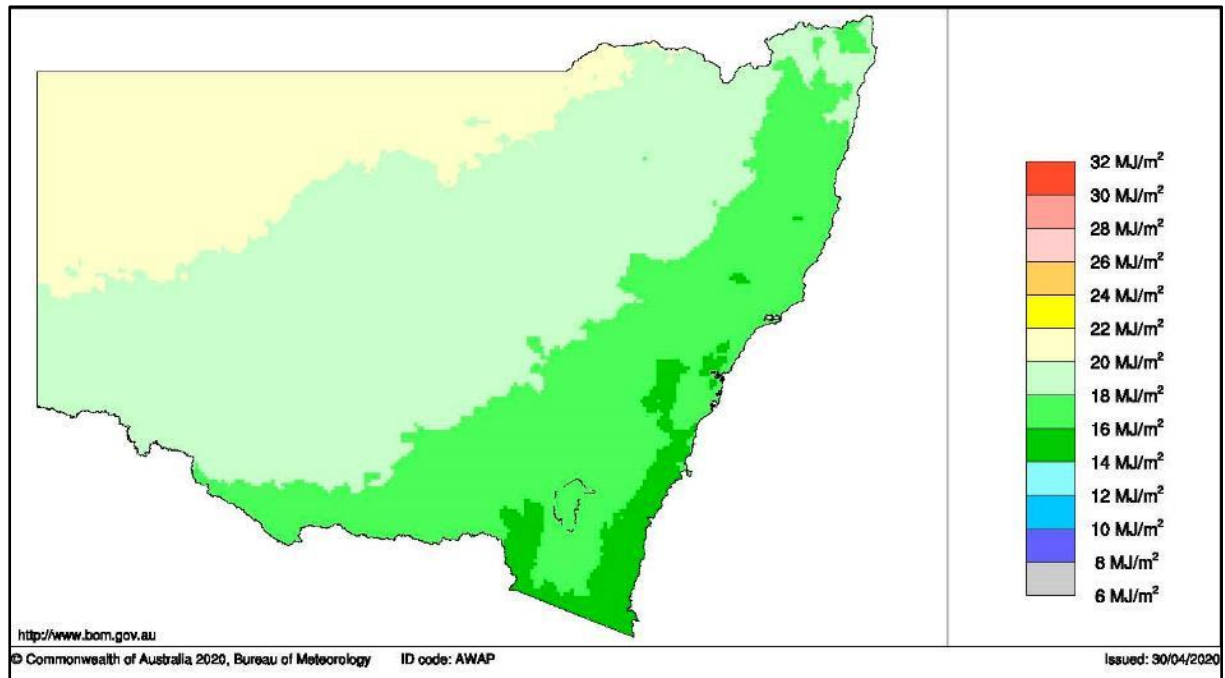 32 MJ/m²
30 MJ/m²
28 MJ/m²
26 MJ/m²
24 MJ/m²
22 MJ/m²
20 MJ/m²
18 MJ/m²
16 MJ/m²
14 MJ/m²
12 MJ/m²
10 MJ/m²
8 MJ/m²
6 MJ/m²
http://www.bom.gov.au
© Commonwealth of Australia 2020, Bureau of Meteorology ID code: AWAP Issued: 30/04/2020